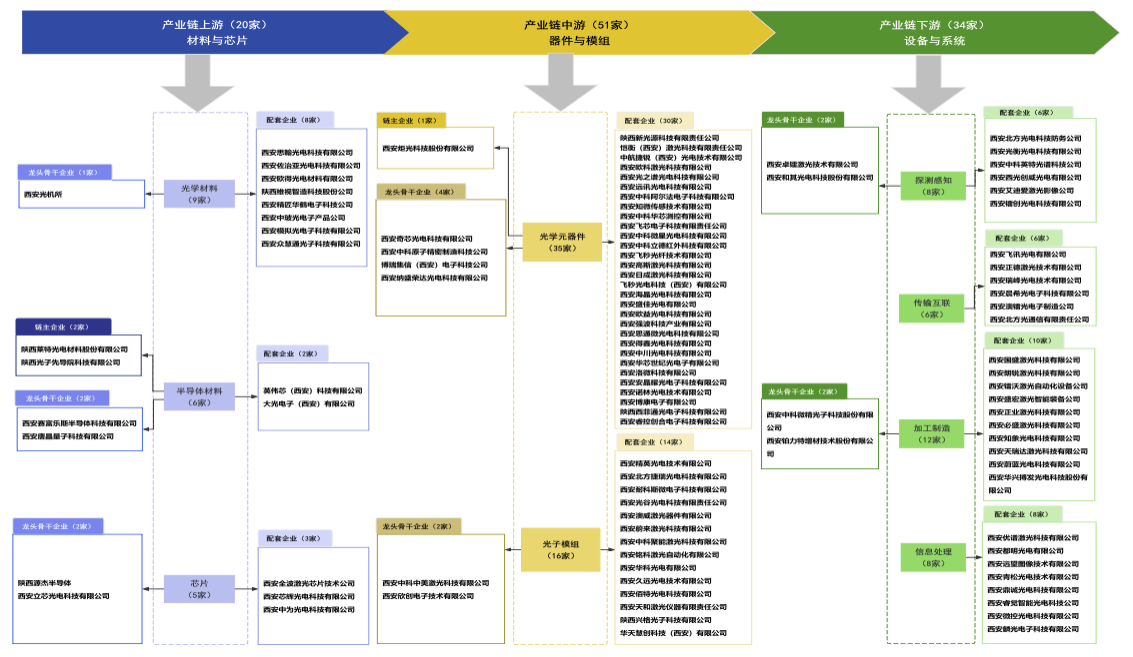 产业链上游（20家）
材料与芯片
产业链中游（51家）
器件与模组
产业链下游（34家）
设备与系统
龙头骨干企业（1家）
西安光机所
光学材料
（9家）
配套企业（8家）
西安思翰光电科技有限公司
西安佐治亚光电科技有限公司
西安欣得光电材料有限公司
陕西维视智造科技股份公司
西安精匠华鹤电子科技公司
西安中玻光电子产品公司
西安模拟光电子科技有限公司
西安众慧通光子科技有限公司
链主企业（2家）
陕西莱特光电材料股份有限公司
陕西光子先导院科技有限公司
龙头骨干企业（2家）
西安赛富乐斯半导体科技有限公司
西安唐晶量子科技有限公司
半导体材料
（6家）
配套企业（2家）
英伟芯（西安）科技有限公司
大光电子（西安）有限公司
龙头骨干企业（2家）
陕西源杰半导体
西安立芯光电科技有限公司
芯片
（5家）
配套企业（3家）
西安全波激光芯片技术公司
西安芯辉光电科技有限公司
西安中为光电科技有限公司
链主企业（1家）
西安炬光科技股份有限公司
龙头骨干企业（4家）
西安奇芯光电科技有限公司
西安中科原子精密制造科技公司
博瑞集信（西安）电子科技公司
西安纳盛荣达光电科技有限公司
光学元器件
（35家）
配套企业（30家）
陕西新光源科技有限责任公司
恺衡（西安）激光科技有限责任公司
中航捷锐（西安）光电技术有限公司
西安欧科激光科技有限公司
西安光之谱光电科技有限公司
西安远讯光电科技有限公司
西安中科阿尔法电子科技有限公司
西安知微传感技术有限公司
西安中科华芯测控有限公司
西安飞芯电子科技有限责任公司
西安中科微星光电科技有限公司
西安中科立德红外科技有限公司
西安飞秒光纤技术有限公司
西安高斯激光科技有限公司
西安目成激光科技有限公司
飞秒光电科技（西安）有限公司
西安海晶光电科技有限公司
西安盛佳光电有限公司
西安欧益光电科技有限公司
西安强波科技产业有限公司
西安思通微光电科技有限公司
西安得鑫光电科技有限公司
西安中川光电科技有限公司
西安华芯世纪光电子有限公司
西安洛微科技有限公司
西安安晶耀光电子科技有限公司
西安诺林光电技术有限公司
西安博康电子有限公司
陕西西菲通光电子科技有限公司
西安睿控创合电子科技有限公司
龙头骨干企业（2家）
西安中科中美激光科技有限公司
西安欣创电子技术有限公司
光子模组
（16家）
配套企业（14家）
西安精英光电技术有限公司
西安北方捷瑞光电科技有限公司
西安耐科斯微电子科技有限公司
西安光谷光电科技有限责任公司
西安澳威激光器件有限公司
西安蔚来激光科技有限公司
西安中科聚能激光科技有限公司
西安铭科激光自动化有限公司
西安华科光电有限公司
西安久远光电技术有限公司
西安佰特光电科技有限公司
西安天和激光仪器有限责任公司
陕西兴格光子科技有限公司
华天慧创科技（西安）有限公司
龙头骨干企业（2家）
西安卓镭激光技术有限公司
西安和其光电科技股份有限公司
探测感知
（8家）
配套企业（6家）
西安北方光电科技防务公司
西安光衡光电科技有限公司
西安中科英特光谱科技公司
西安西光创威光电有限公司
西安艾迪爱激光影像公司
西安镨创光电科技有限公司
传输互联
（6家）
配套企业（6家）
西安飞讯光电有限公司
西安正德激光技术有限公司
西安瑞峰光电技术有限公司
西安晨希光电子科技有限公司
西安澳镨光电子制造公司
西安北方光通信有限责任公司
龙头骨干企业（2家）
西安中科微精光子科技股份有限
公司
西安铂力特增材技术股份有限公
司
加工制造
（12家）
配套企业（10家）
西安国盛激光科技有限公司
西安朗锐激光科技有限公司
西安镭沃激光自动化设备公司
西安盛宏激光智能装备公司
西安正业激光科技有限公司
西安必盛激光科技有限公司
西安知象光电科技有限公司
西安天瑞达激光科技有限公司
西安蔚蓝光电科技有限公司
西安华兴博发光电科技股份有
限公司
信息处理
（8家）
配套企业（8家）
西安优谱激光科技有限公司
西安都明光电有限公司
西安远望图像技术有限公司
西安青松光电技术有限公司
西安鼎诚光电科技有限公司
西安睿觉智能光电科技公司
西安微控光电科技有限公司
西安麟光电子科技有限公司